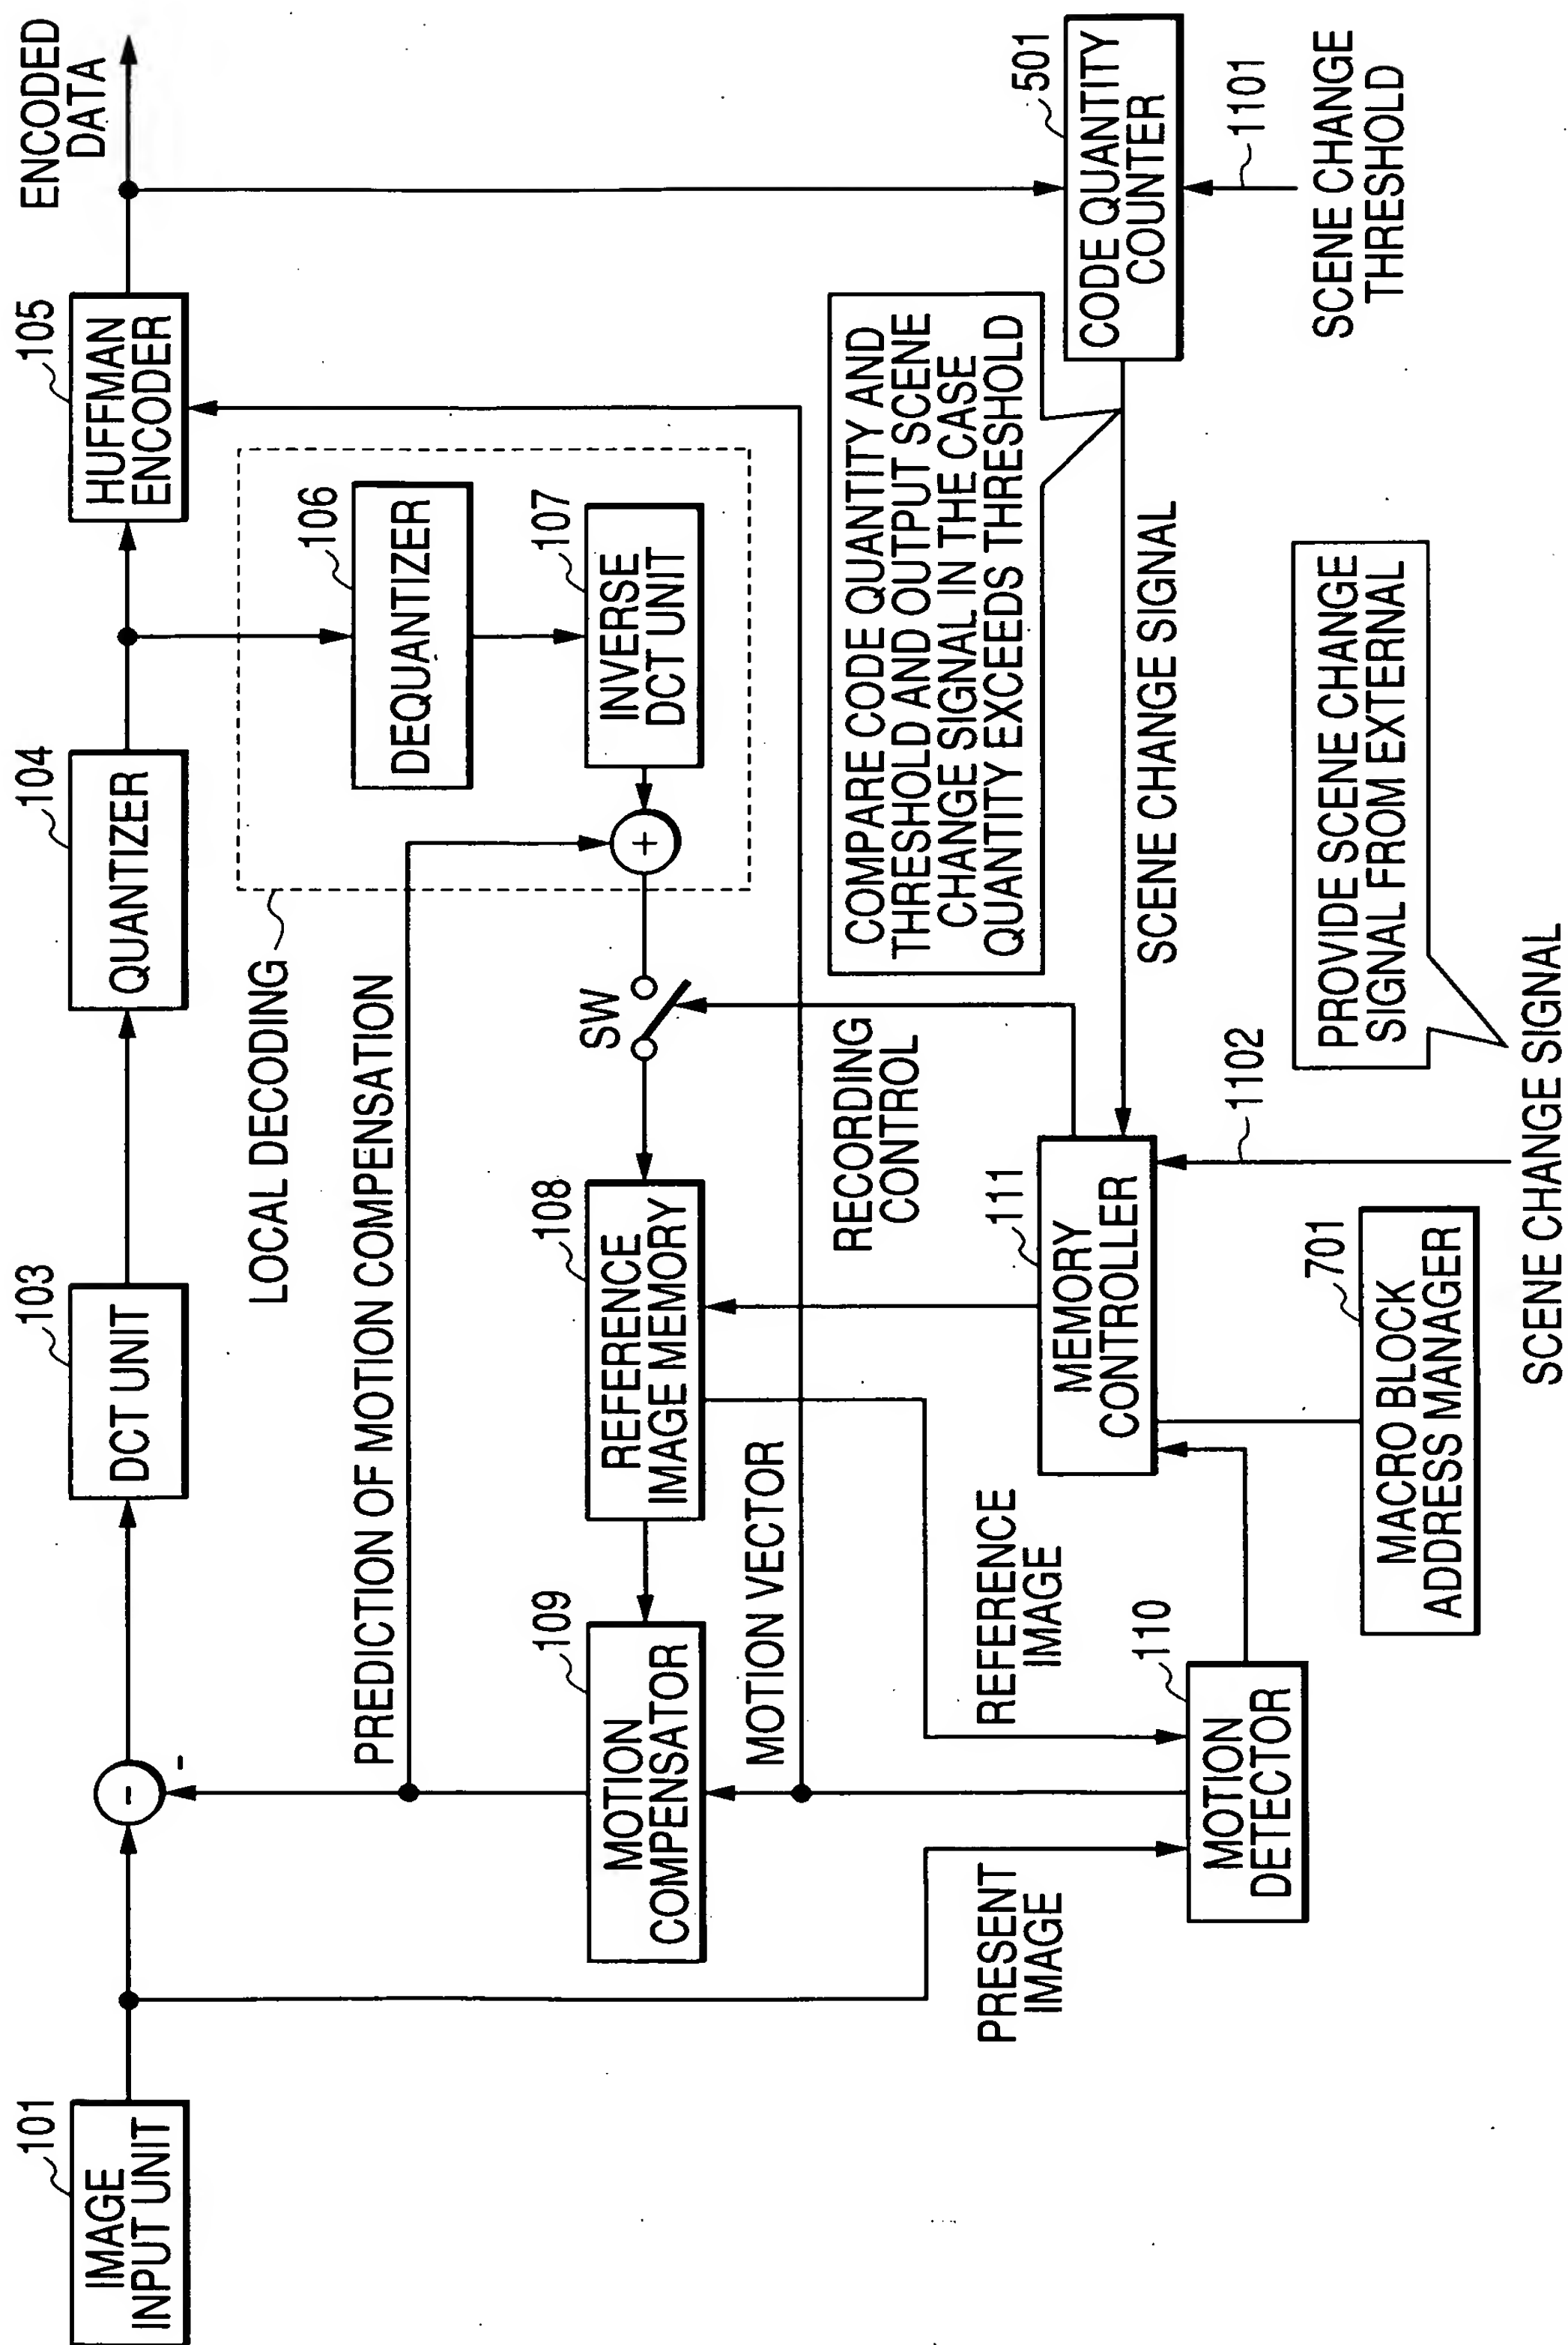 101
IMAGE
INPUT UNIT
-
-
103
DCT UNIT
104
QUANTIZER
105
HUFFMAN
ENCODER
ENCODED
DATA
LOCAL DECODING
106
DEQUANTIZER
107
INVERSE
DCT UNIT
+
PREDICTION OF MOTION COMPENSATION
SW
108
REFERENCE
IMAGE MEMORY
109
MOTION
COMPENSATOR
MOTION VECTOR
RECORDING
CONTROL
COMPARE CODE QUANTITY AND
THRESHOLD AND OUTPUT SCENE
CHANGE SIGNAL IN THE CASE
QUANTITY EXCEEDS THRESHOLD
501
CODE QUANTITY
COUNTER
1101
SCENE CHANGE
THRESHOLD
SCENE CHANGE SIGNAL
PRESENT
IMAGE
REFERENCE
IMAGE
110
MOTION
DETECTOR
111
MEMORY
CONTROLLER
1102
701
MACRO BLOCK
ADDRESS MANAGER
PROVIDE SCENE CHANGE
SIGNAL FROM EXTERNAL
SCENE CHANGE SIGNAL